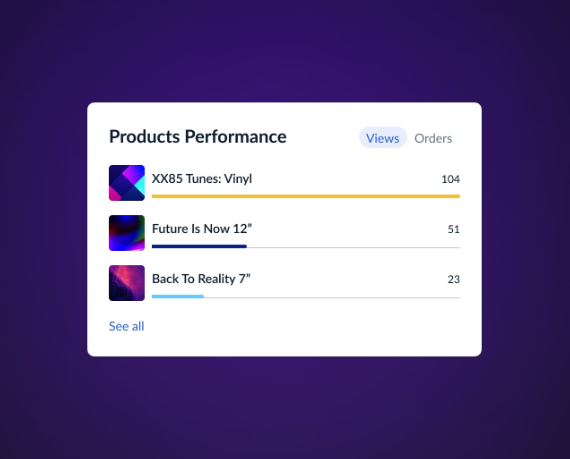 Products Performance
Views Orders
XX85 Tunes: Vinyl 104
Future Is Now 12” 51
Back To Reality 7” 23
See all